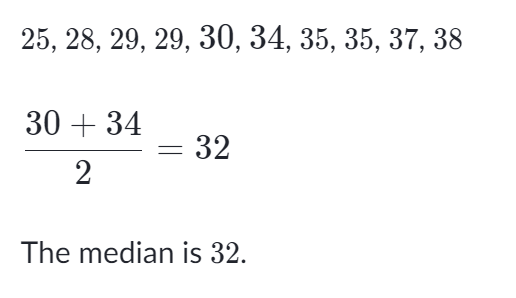 25, 28, 29, 29, 30, 34, 35, 35, 37, 38
30 + 34
2
= 32
The median is 32.